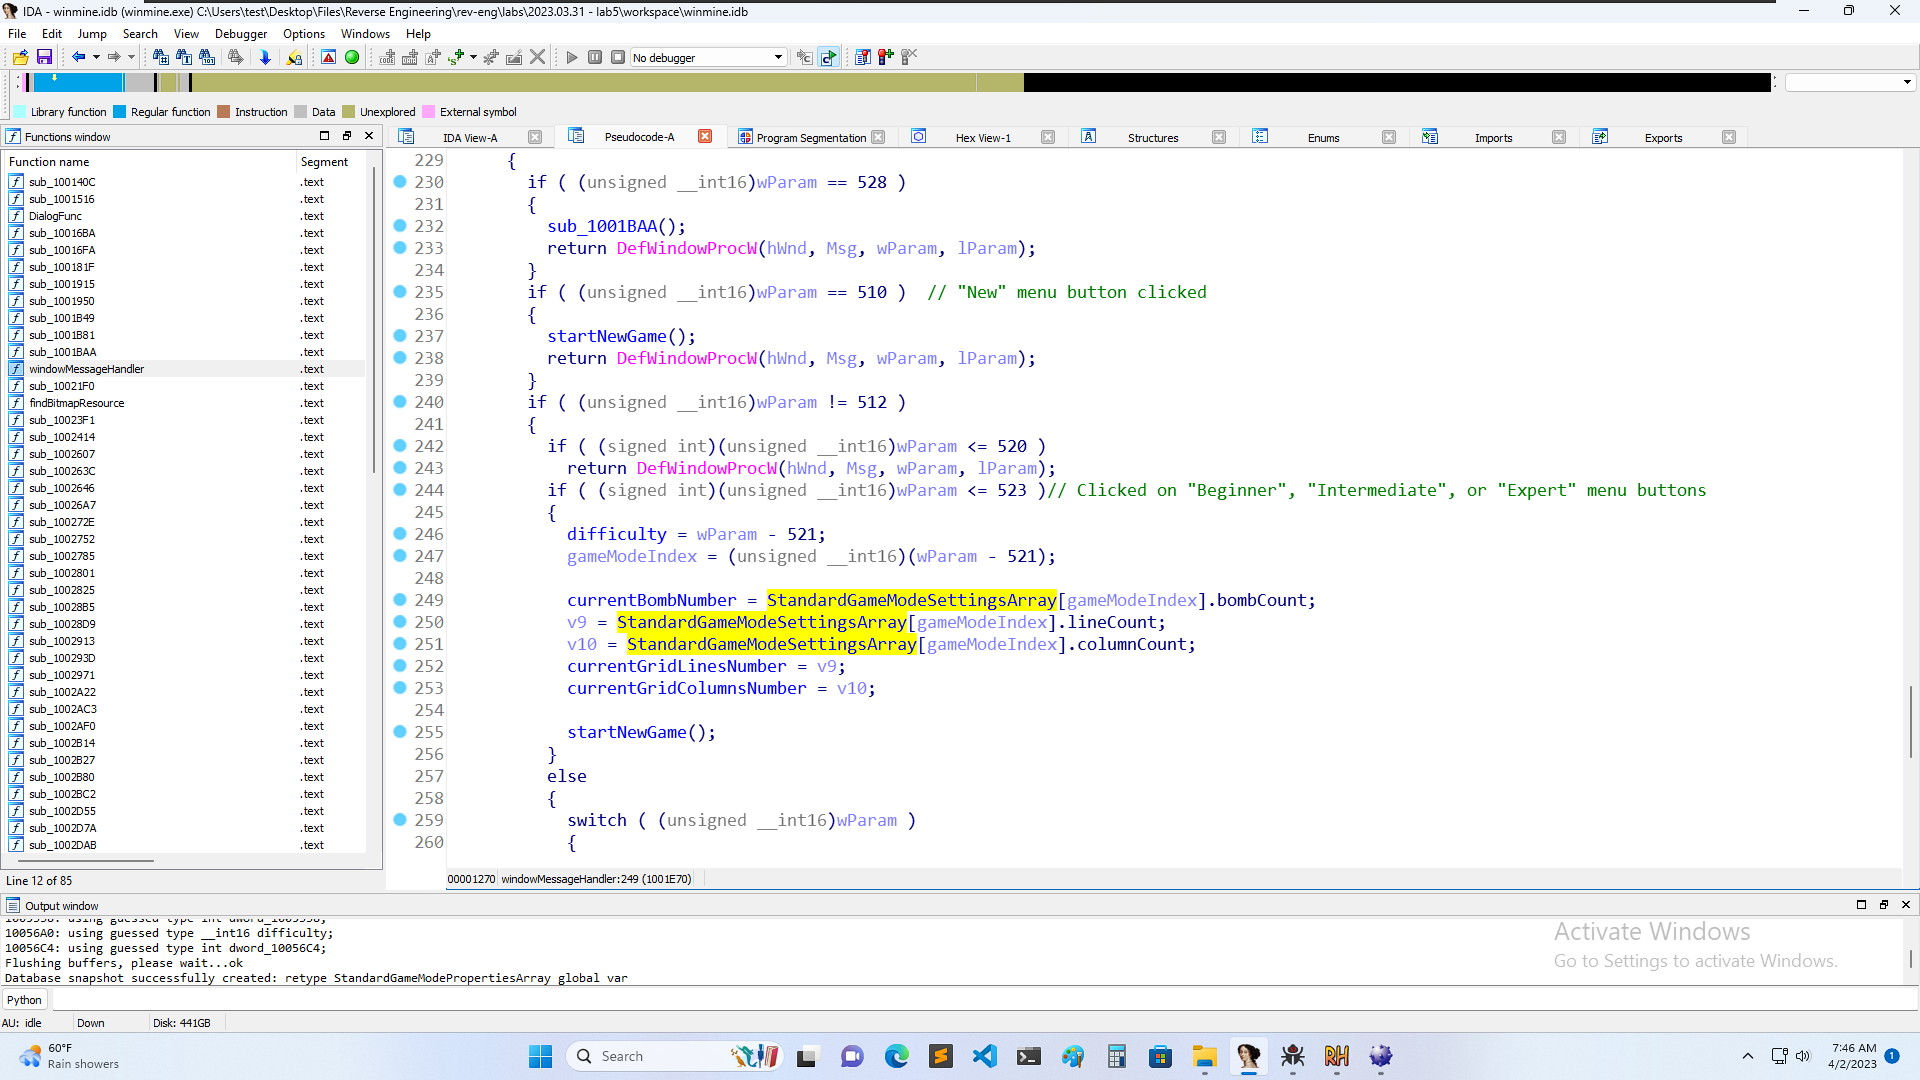 IDA - winmine.idb (winmine.exe) C:\Users\test\Desktop\Files\Reverse Engineering\rev-eng\labs\2023.03.31 - lab5\workspace\winmine.idb
File Edit Jump Search View Debugger Options Windows Help
No debugger
Library function Regular function Instruction Data Unexplored External symbol
Functions window
IDA View-A Pseudocode-A Program Segmentation Hex View-1 Structures Enums Imports Exports
Function name Segment
sub_100140C .text
sub_1001516 .text
DialogFunc .text
sub_10016BA .text
sub_10016FA .text
sub_100181F .text
sub_1001915 .text
sub_1001950 .text
sub_1001B49 .text
sub_1001B81 .text
sub_1001BAA .text
windowMessageHandler .text
sub_10021F0 .text
findBitmapResource .text
sub_10023F1 .text
sub_1002414 .text
sub_1002607 .text
sub_100263C .text
sub_1002646 .text
sub_10026A7 .text
sub_100272E .text
sub_1002752 .text
sub_1002785 .text
sub_1002801 .text
sub_1002825 .text
sub_10028B5 .text
sub_10028D9 .text
sub_1002913 .text
sub_100293D .text
sub_1002971 .text
sub_1002A22 .text
sub_1002AC3 .text
sub_1002AF0 .text
sub_1002B14 .text
sub_1002B27 .text
sub_1002B80 .text
sub_1002BC2 .text
sub_1002D55 .text
sub_1002D7A .text
sub_1002DAB .text
Line 12 of 85
229 {
230 if ( (unsigned __int16)wParam == 528 )
231 {
232 sub_1001BAA();
233 return DefWindowProcW(hWnd, Msg, wParam, lParam);
234 }
235 if ( (unsigned __int16)wParam == 510 ) // "New" menu button clicked
236 {
237 startNewGame();
238 return DefWindowProcW(hWnd, Msg, wParam, lParam);
239 }
240 if ( (unsigned __int16)wParam != 512 )
241 {
242 if ( (signed int)(unsigned __int16)wParam <= 520 )
243 return DefWindowProcW(hWnd, Msg, wParam, lParam);
244 if ( (signed int)(unsigned __int16)wParam <= 523 )// Clicked on "Beginner", "Intermediate", or "Expert" menu buttons
245 {
246 difficulty = wParam - 521;
247 gameModeIndex = (unsigned __int16)(wParam - 521);
248
249 currentBombNumber = StandardGameModeSettingsArray[gameModeIndex].bombCount;
250 v9 = StandardGameModeSettingsArray[gameModeIndex].lineCount;
251 v10 = StandardGameModeSettingsArray[gameModeIndex].columnCount;
252 currentGridLinesNumber = v9;
253 currentGridColumnsNumber = v10;
254
255 startNewGame();
256 }
257 else
258 {
259 switch ( (unsigned __int16)wParam )
260 {
00001270 windowMessageHandler:249 (1001E70)
Output window
10056A0: using guessed type __int16 difficulty;
10056C4: using guessed type int dword_10056C4;
Flushing buffers, please wait...ok
Database snapshot successfully created: retype StandardGameModePropertiesArray global var
Activate Windows
Go to Settings to activate Windows.
Python
AU: idle Down Disk: 441GB
60°F
Rain showers
Search
RH
7:46 AM
4/2/2023
1